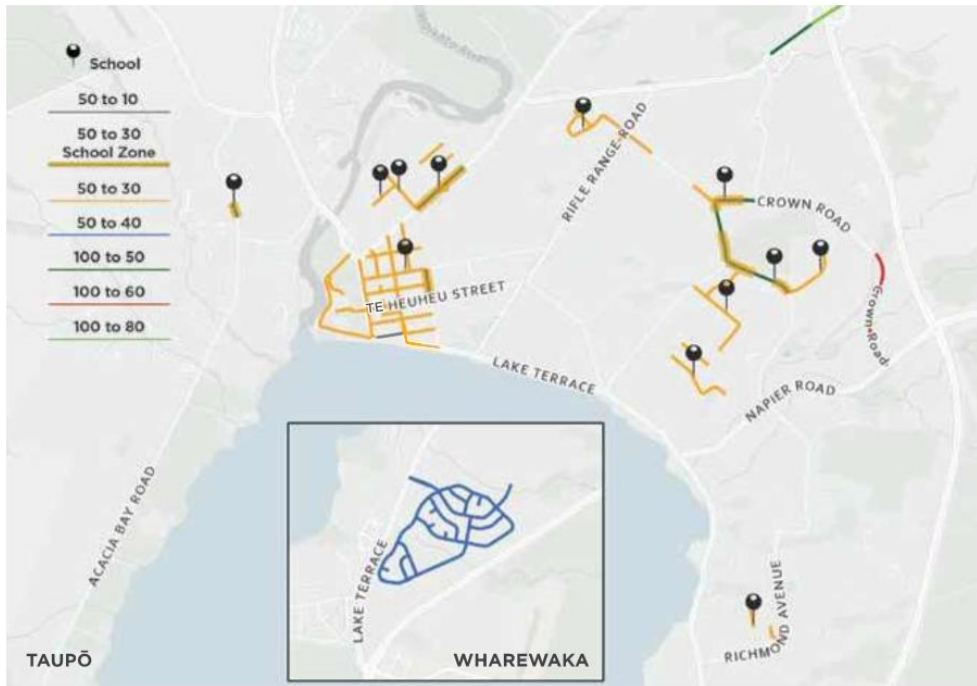 School
50 to 10
50 to 30
School Zone
50 to 30
50 to 40
100 to 50
100 to 60
100 to 80
RIFLE RANGE ROAD
CROWN ROAD
TE HEUHEU STREET
Crown Road
LAKE TERRACE
NAPIER ROAD
ACACIA BAY ROAD
LAKE TERRACE
RICHMOND AVENUE
TAUPŌ
WHAREWAKA